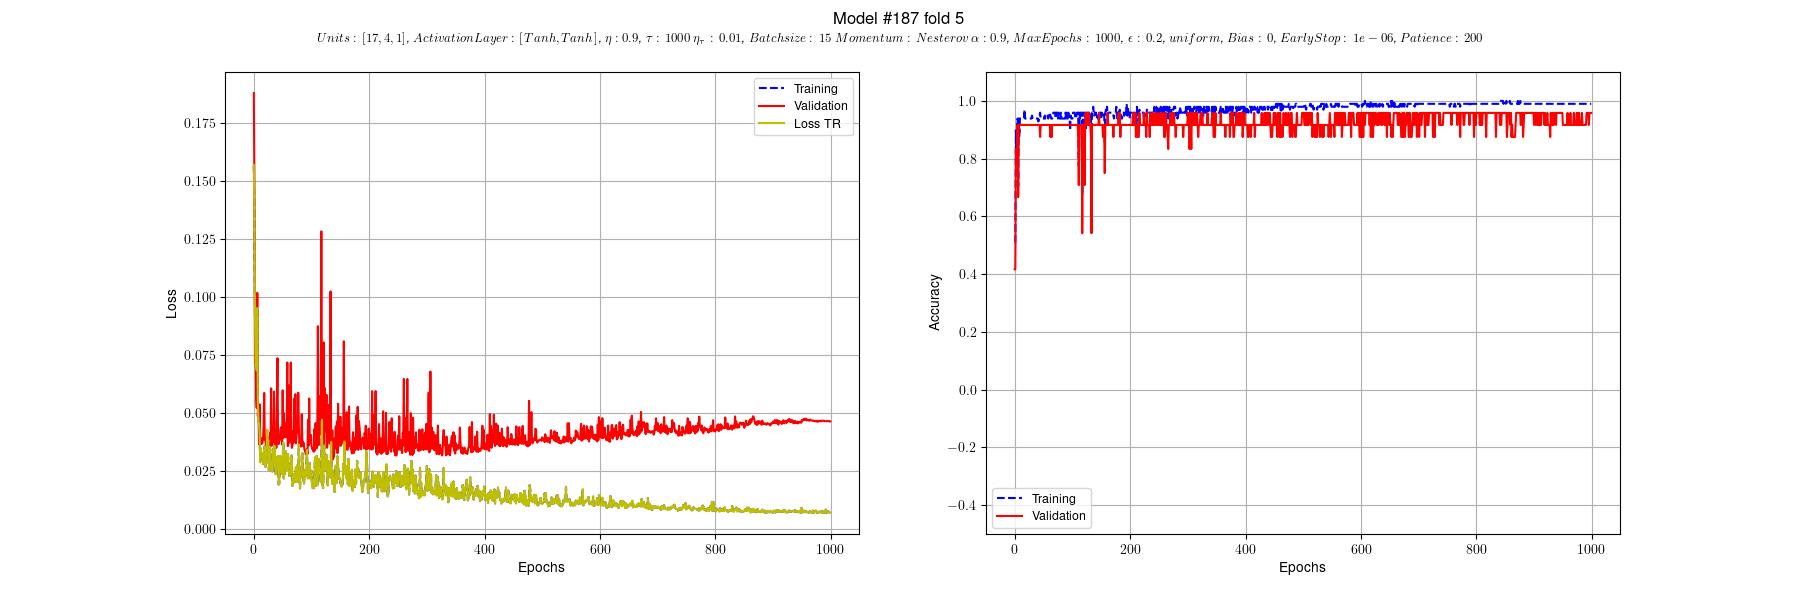 Model #187 fold 5
Units : [17, 4, 1], ActivationLayer : [Tanh, Tanh], η : 0.9, τ : 1000 η_τ : 0.01, Batchsize : 15 Momentum : Nesterov α : 0.9, MaxEpochs : 1000, ϵ : 0.2, uniform, Bias : 0, EarlyStop : 1e − 06, Patience : 200
Training
Validation
Loss TR
0.175
0.150
0.125
0.100
0.075
0.050
0.025
0.000
Loss
0 200 400 600 800 1000
Epochs
1.0
0.8
0.6
0.4
0.2
0.0
−0.2
−0.4
Accuracy
Training
Validation
0 200 400 600 800 1000
Epochs